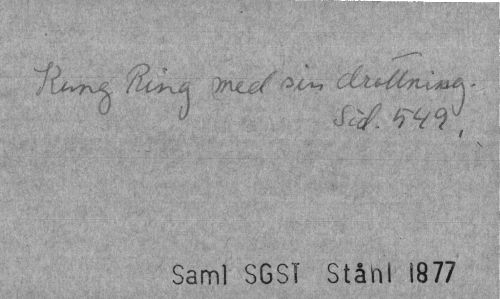 Kung Ring med sin drottning.
Sid. 549.
Saml SGST Ståhl 1877